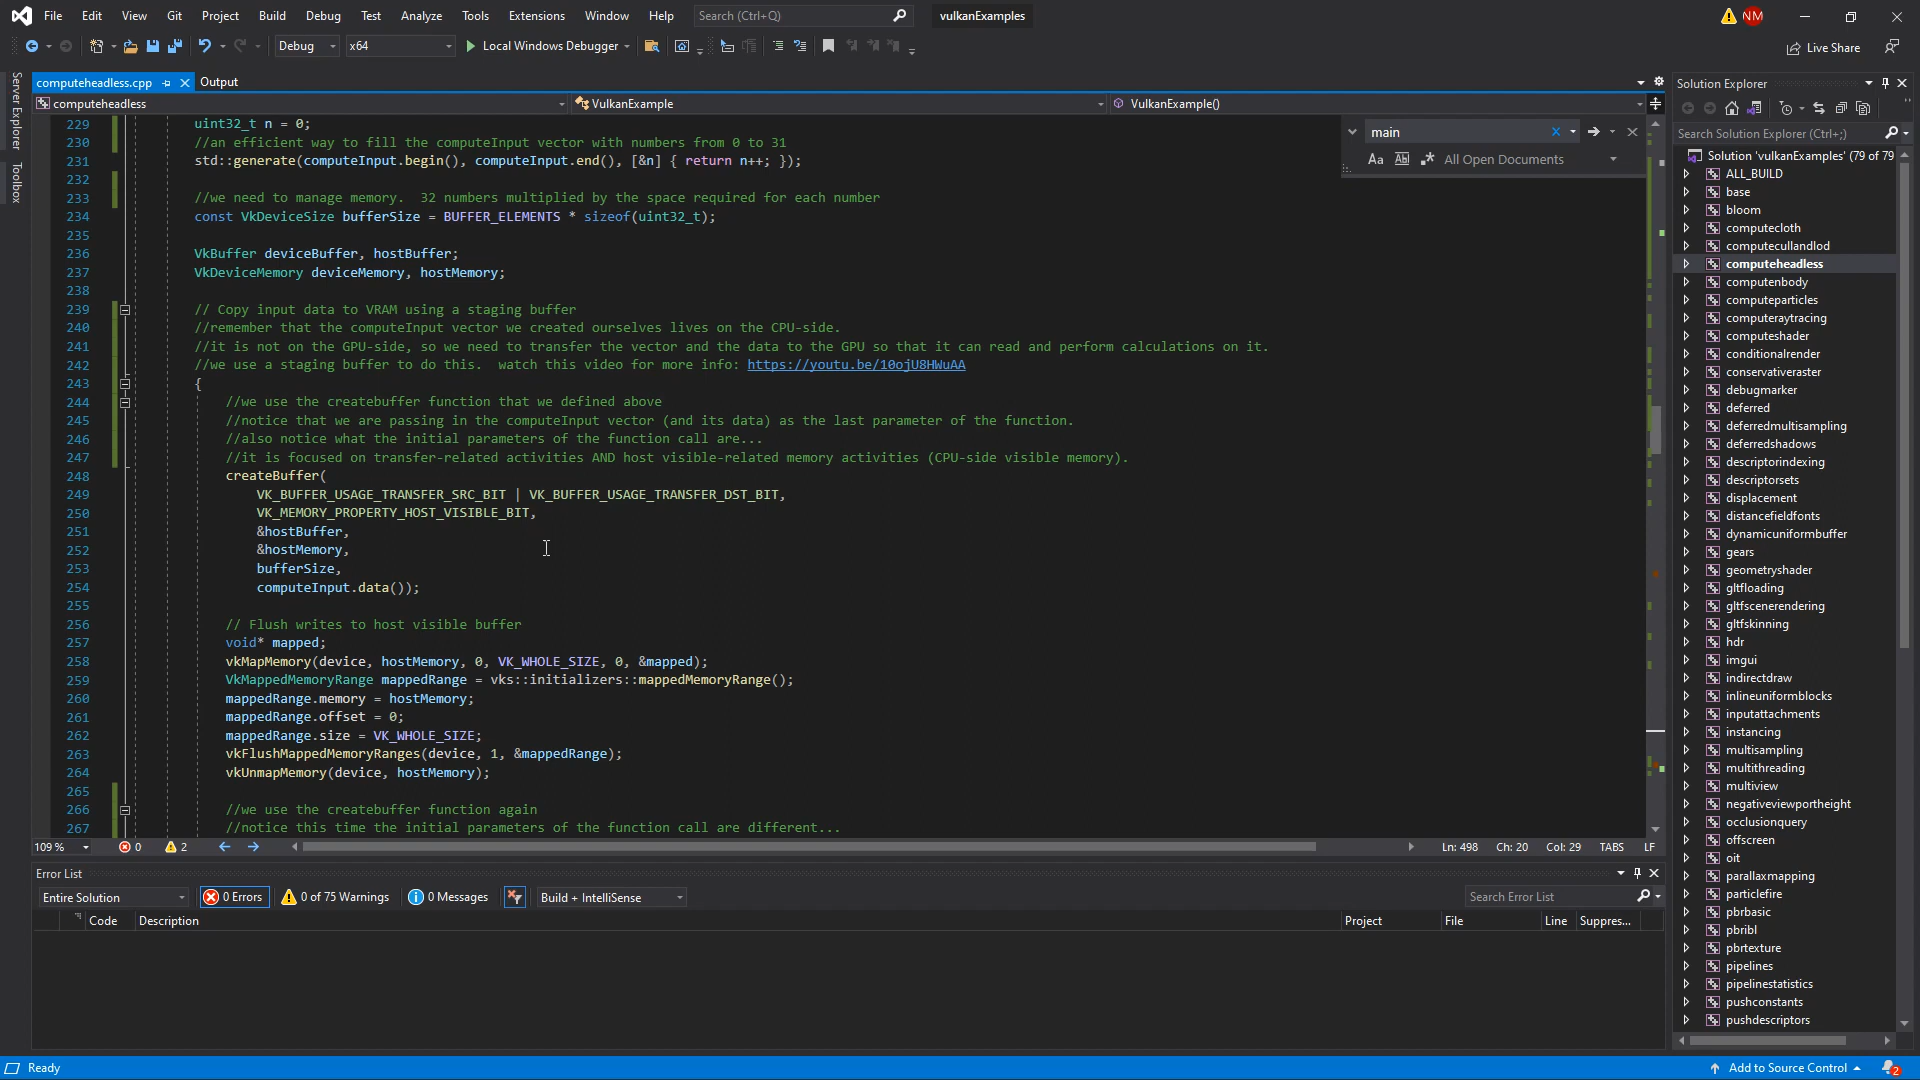 File Edit View Git Project Build Debug Test Analyze Tools Extensions Window Help Search (Ctrl+Q) vulkanExamples NM
Debug x64 Local Windows Debugger Live Share
Server Explorer
Toolbox
computeheadless.cpp Output
computeheadless VulkanExample VulkanExample()
main
Aa Ab All Open Documents
229 uint32_t n = 0;
230 //an efficient way to fill the computeInput vector with numbers from 0 to 31
231 std::generate(computeInput.begin(), computeInput.end(), [&n] { return n++; });
232
233 //we need to manage memory.  32 numbers multiplied by the space required for each number
234 const VkDeviceSize bufferSize = BUFFER_ELEMENTS * sizeof(uint32_t);
235
236 VkBuffer deviceBuffer, hostBuffer;
237 VkDeviceMemory deviceMemory, hostMemory;
238
239 // Copy input data to VRAM using a staging buffer
240 //remember that the computeInput vector we created ourselves lives on the CPU-side.
241 //it is not on the GPU-side, so we need to transfer the vector and the data to the GPU so that it can read and perform calculations on it.
242 //we use a staging buffer to do this.  watch this video for more info: https://youtu.be/10ojU8HWuAA
243 {
244 //we use the createbuffer function that we defined above
245 //notice that we are passing in the computeInput vector (and its data) as the last parameter of the function.
246 //also notice what the initial parameters of the function call are...
247 //it is focused on transfer-related activities AND host visible-related memory activities (CPU-side visible memory).
248 createBuffer(
249 VK_BUFFER_USAGE_TRANSFER_SRC_BIT | VK_BUFFER_USAGE_TRANSFER_DST_BIT,
250 VK_MEMORY_PROPERTY_HOST_VISIBLE_BIT,
251 &hostBuffer,
252 &hostMemory,
253 bufferSize,
254 computeInput.data());
255
256 // Flush writes to host visible buffer
257 void* mapped;
258 vkMapMemory(device, hostMemory, 0, VK_WHOLE_SIZE, 0, &mapped);
259 VkMappedMemoryRange mappedRange = vks::initializers::mappedMemoryRange();
260 mappedRange.memory = hostMemory;
261 mappedRange.offset = 0;
262 mappedRange.size = VK_WHOLE_SIZE;
263 vkFlushMappedMemoryRanges(device, 1, &mappedRange);
264 vkUnmapMemory(device, hostMemory);
265
266 //we use the createbuffer function again
267 //notice this time the initial parameters of the function call are different...
109 % 0 2 Ln: 498 Ch: 20 Col: 29 TABS LF
Error List
Entire Solution 0 Errors 0 of 75 Warnings 0 Messages Build + IntelliSense Search Error List
Code Description Project File Line Suppres...
Solution Explorer
Search Solution Explorer (Ctrl+;)
Solution 'vulkanExamples' (79 of 79
ALL_BUILD
base
bloom
computecloth
computecullandlod
computeheadless
computenbody
computeparticles
computeraytracing
computeshader
conditionalrender
conservativeraster
debugmarker
deferred
deferredmultisampling
deferredshadows
descriptorindexing
descriptorsets
displacement
distancefieldfonts
dynamicuniformbuffer
gears
geometryshader
gltfloading
gltfscenerendering
gltfskinning
hdr
imgui
indirectdraw
inlineuniformblocks
inputattachments
instancing
multisampling
multithreading
multiview
negativeviewportheight
occlusionquery
offscreen
oit
parallaxmapping
particlefire
pbrbasic
pbribl
pbrtexture
pipelines
pipelinestatistics
pushconstants
pushdescriptors
Ready Add to Source Control 2